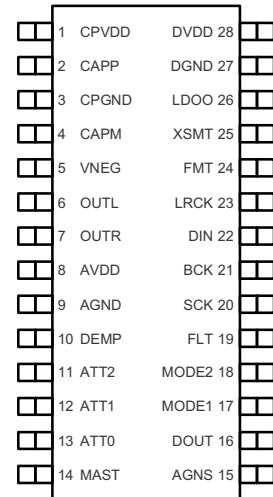 1 CPVDD DVDD 28
2 CAPP DGND 27
3 CPGND LDOO 26
4 CAPM XSMT 25
5 VNEG FMT 24
6 OUTL LRCK 23
7 OUTR DIN 22
8 AVDD BCK 21
9 AGND SCK 20
10 DEMP FLT 19
11 ATT2 MODE2 18
12 ATT1 MODE1 17
13 ATT0 DOUT 16
14 MAST AGNS 15